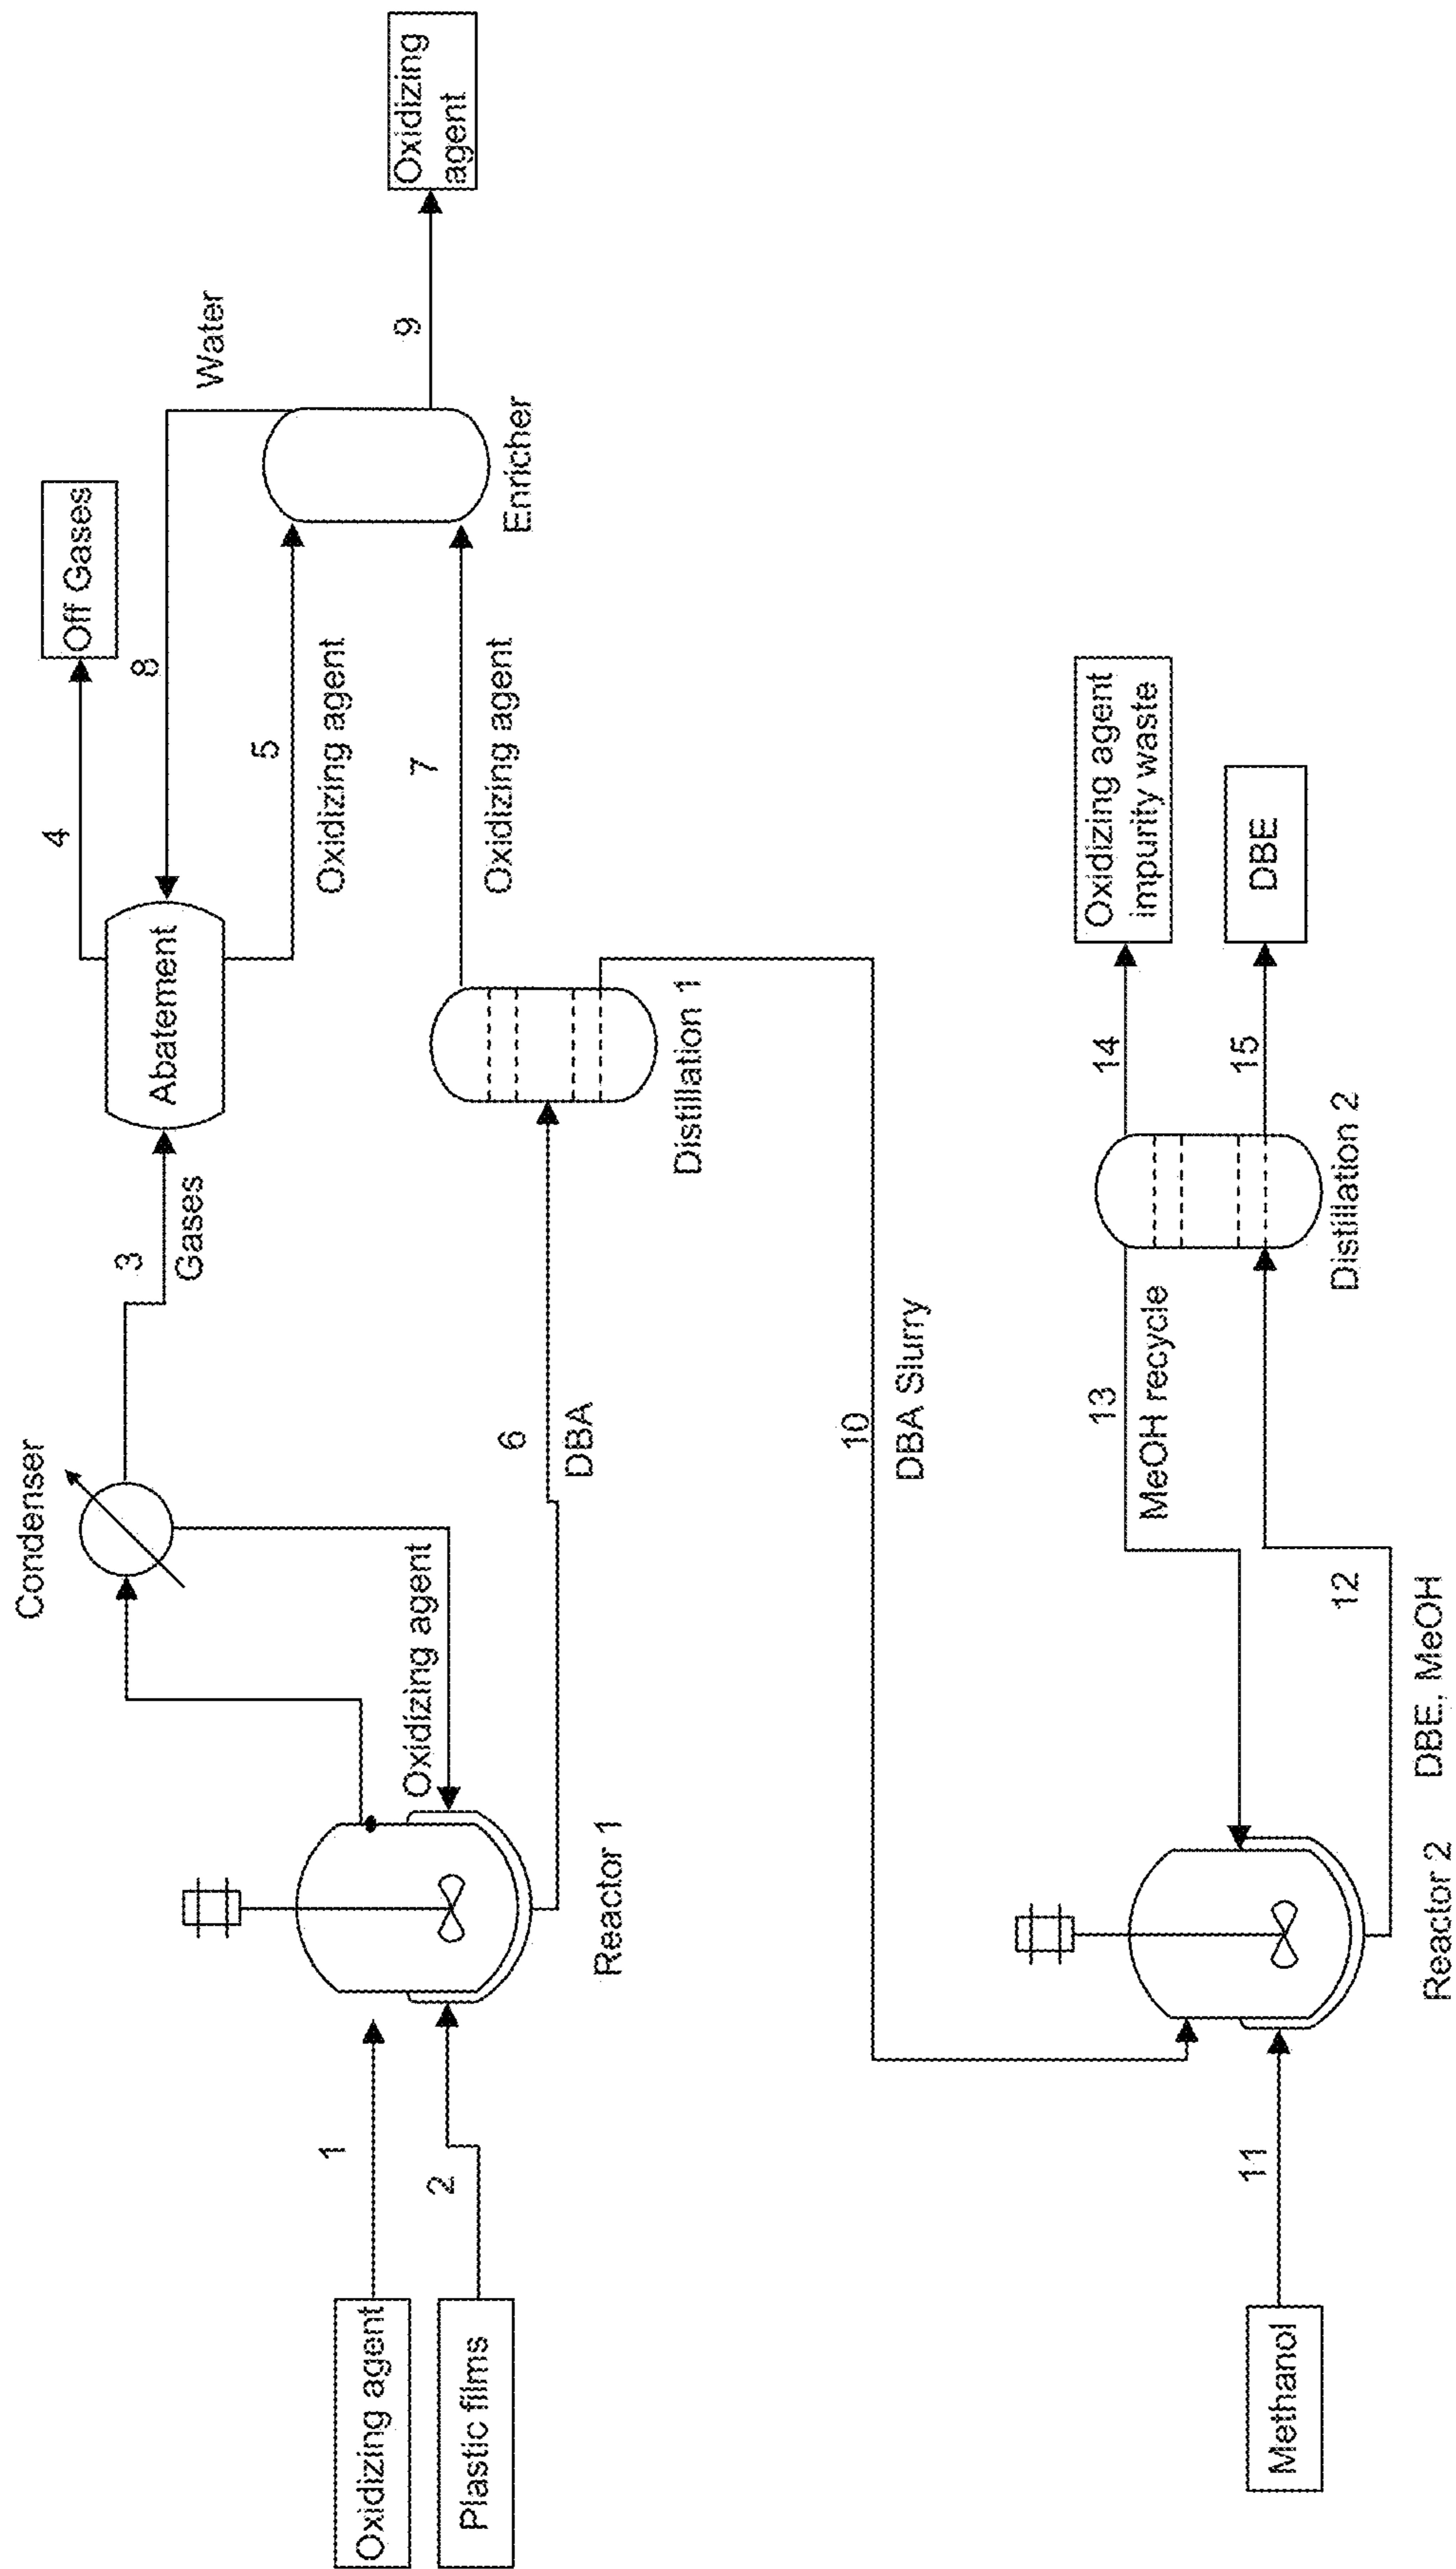 Condenser
3
Gases
Abatement
4
Off Gases
8
Water
5
Oxidizing agent
Enricher
9
Oxidizing
agent
Oxidizing agent
1
Plastic films
2
Reactor 1
Oxidizing agent
6
DBA
Distillation 1
7
Oxidizing agent
10
DBA Slurry
Methanol
11
Reactor 2
12
DBE, MeOH
13
MeOH recycle
Distillation 2
14
Oxidizing agent
impurity waste
15
DBE